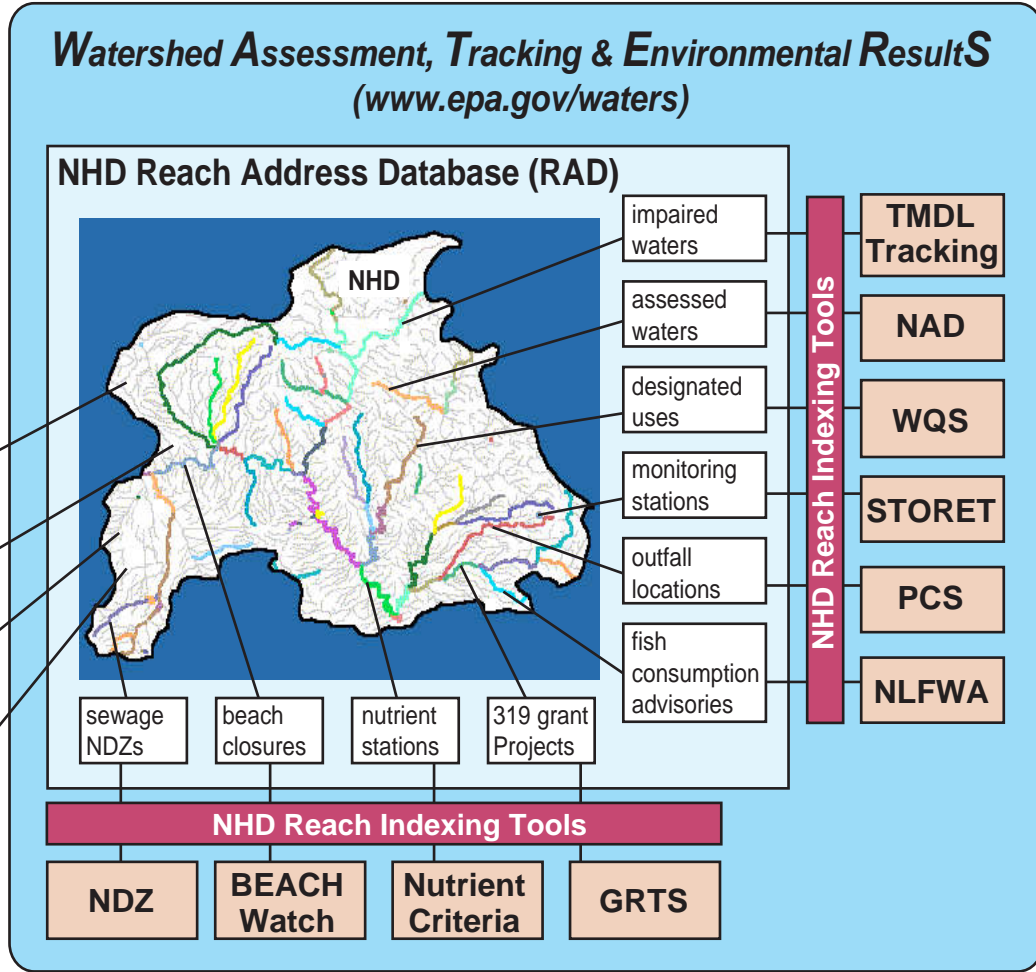 Watershed Assessment, Tracking & Environmental ResultS
(www.epa.gov/waters)
NHD Reach Address Database (RAD)
NHD
impaired
waters
assessed
waters
designated
uses
monitoring
stations
outfall
locations
fish
consumption
advisories
NHD Reach Indexing Tools
TMDL
Tracking
NAD
WQS
STORET
PCS
NLFWA
sewage
NDZs
beach
closures
nutrient
stations
319 grant
Projects
NHD Reach Indexing Tools
NDZ
BEACH
Watch
Nutrient
Criteria
GRTS